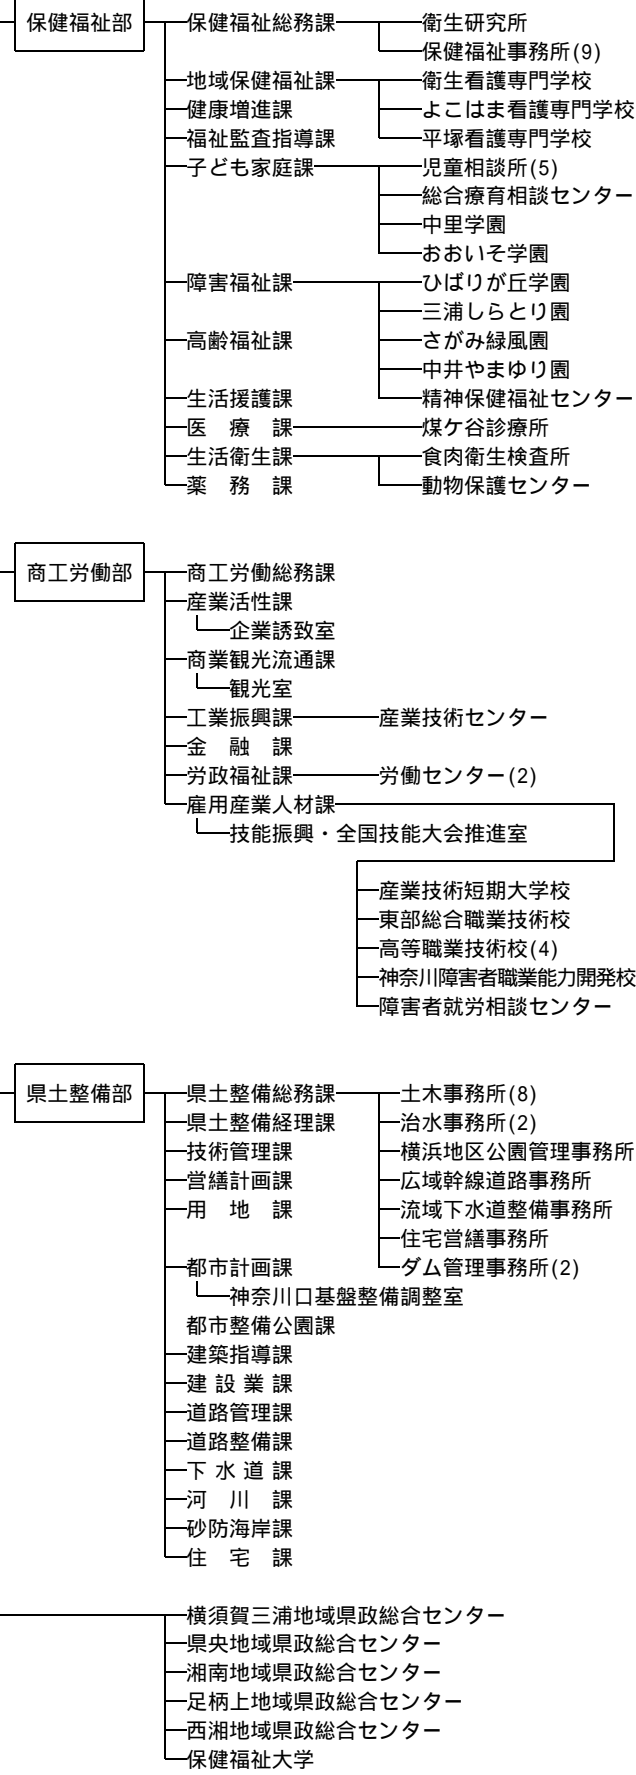 保健福祉部 保健福祉総務課 衛生研究所
保健福祉事務所(9)
地域保健福祉課 衛生看護専門学校
健康増進課 よこはま看護専門学校
福祉監査指導課 平塚看護専門学校
子ども家庭課 児童相談所(5)
総合療育相談センター
中里学園
おおいそ学園
障害福祉課 ひばりが丘学園
三浦しらとり園
高齢福祉課 さがみ緑風園
中井やまゆり園
生活援護課 精神保健福祉センター
医療課 煤ケ谷診療所
生活衛生課 食肉衛生検査所
薬務課 動物保護センター
商工労働部 商工労働総務課
産業活性課
企業誘致室
商業観光流通課
観光室
工業振興課 産業技術センター
金融課
労政福祉課 労働センター(2)
雇用産業人材課
技能振興・全国技能大会推進室
産業技術短期大学校
東部総合職業技術校
高等職業技術校(4)
神奈川障害者職業能力開発校
障害者就労相談センター
県土整備部 県土整備総務課 土木事務所(8)
県土整備経理課 治水事務所(2)
技術管理課 横浜地区公園管理事務所
営繕計画課 広域幹線道路事務所
用地課 流域下水道整備事務所
住宅営繕事務所
都市計画課 ダム管理事務所(2)
神奈川口基盤整備調整室
都市整備公園課
建築指導課
建設業課
道路管理課
道路整備課
下水道課
河川課
砂防海岸課
住宅課
横須賀三浦地域県政総合センター
県央地域県政総合センター
湘南地域県政総合センター
足柄上地域県政総合センター
西湘地域県政総合センター
保健福祉大学